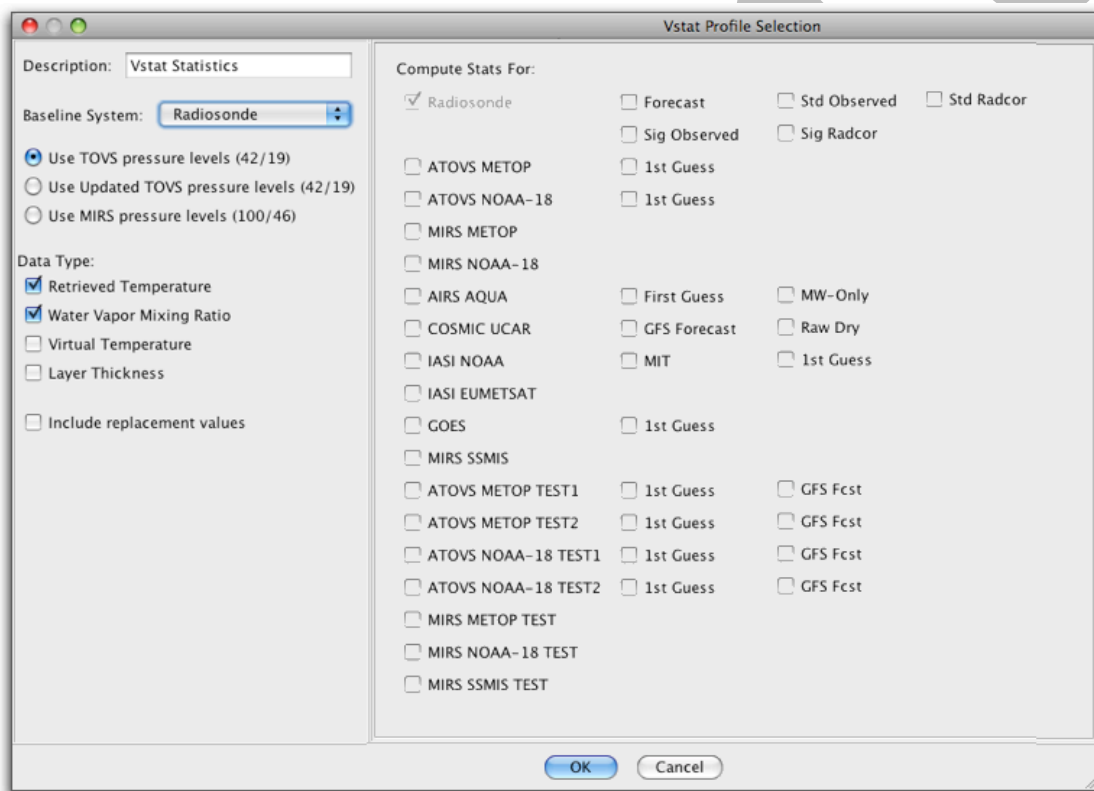 Vstat Profile Selection
Description: Vstat Statistics
Baseline System: Radiosonde
Use TOVS pressure levels (42/19)
Use Updated TOVS pressure levels (42/19)
Use MIRS pressure levels (100/46)
Data Type:
Retrieved Temperature
Water Vapor Mixing Ratio
Virtual Temperature
Layer Thickness
Include replacement values
Compute Stats For:
Radiosonde Forecast Std Observed Std Radcor
Sig Observed Sig Radcor
ATOVS METOP 1st Guess
ATOVS NOAA-18 1st Guess
MIRS METOP
MIRS NOAA-18
AIRS AQUA First Guess MW-Only
COSMIC UCAR GFS Forecast Raw Dry
IASI NOAA MIT 1st Guess
IASI EUMETSAT
GOES 1st Guess
MIRS SSMIS
ATOVS METOP TEST1 1st Guess GFS Fcst
ATOVS METOP TEST2 1st Guess GFS Fcst
ATOVS NOAA-18 TEST1 1st Guess GFS Fcst
ATOVS NOAA-18 TEST2 1st Guess GFS Fcst
MIRS METOP TEST
MIRS NOAA-18 TEST
MIRS SSMIS TEST
OK Cancel